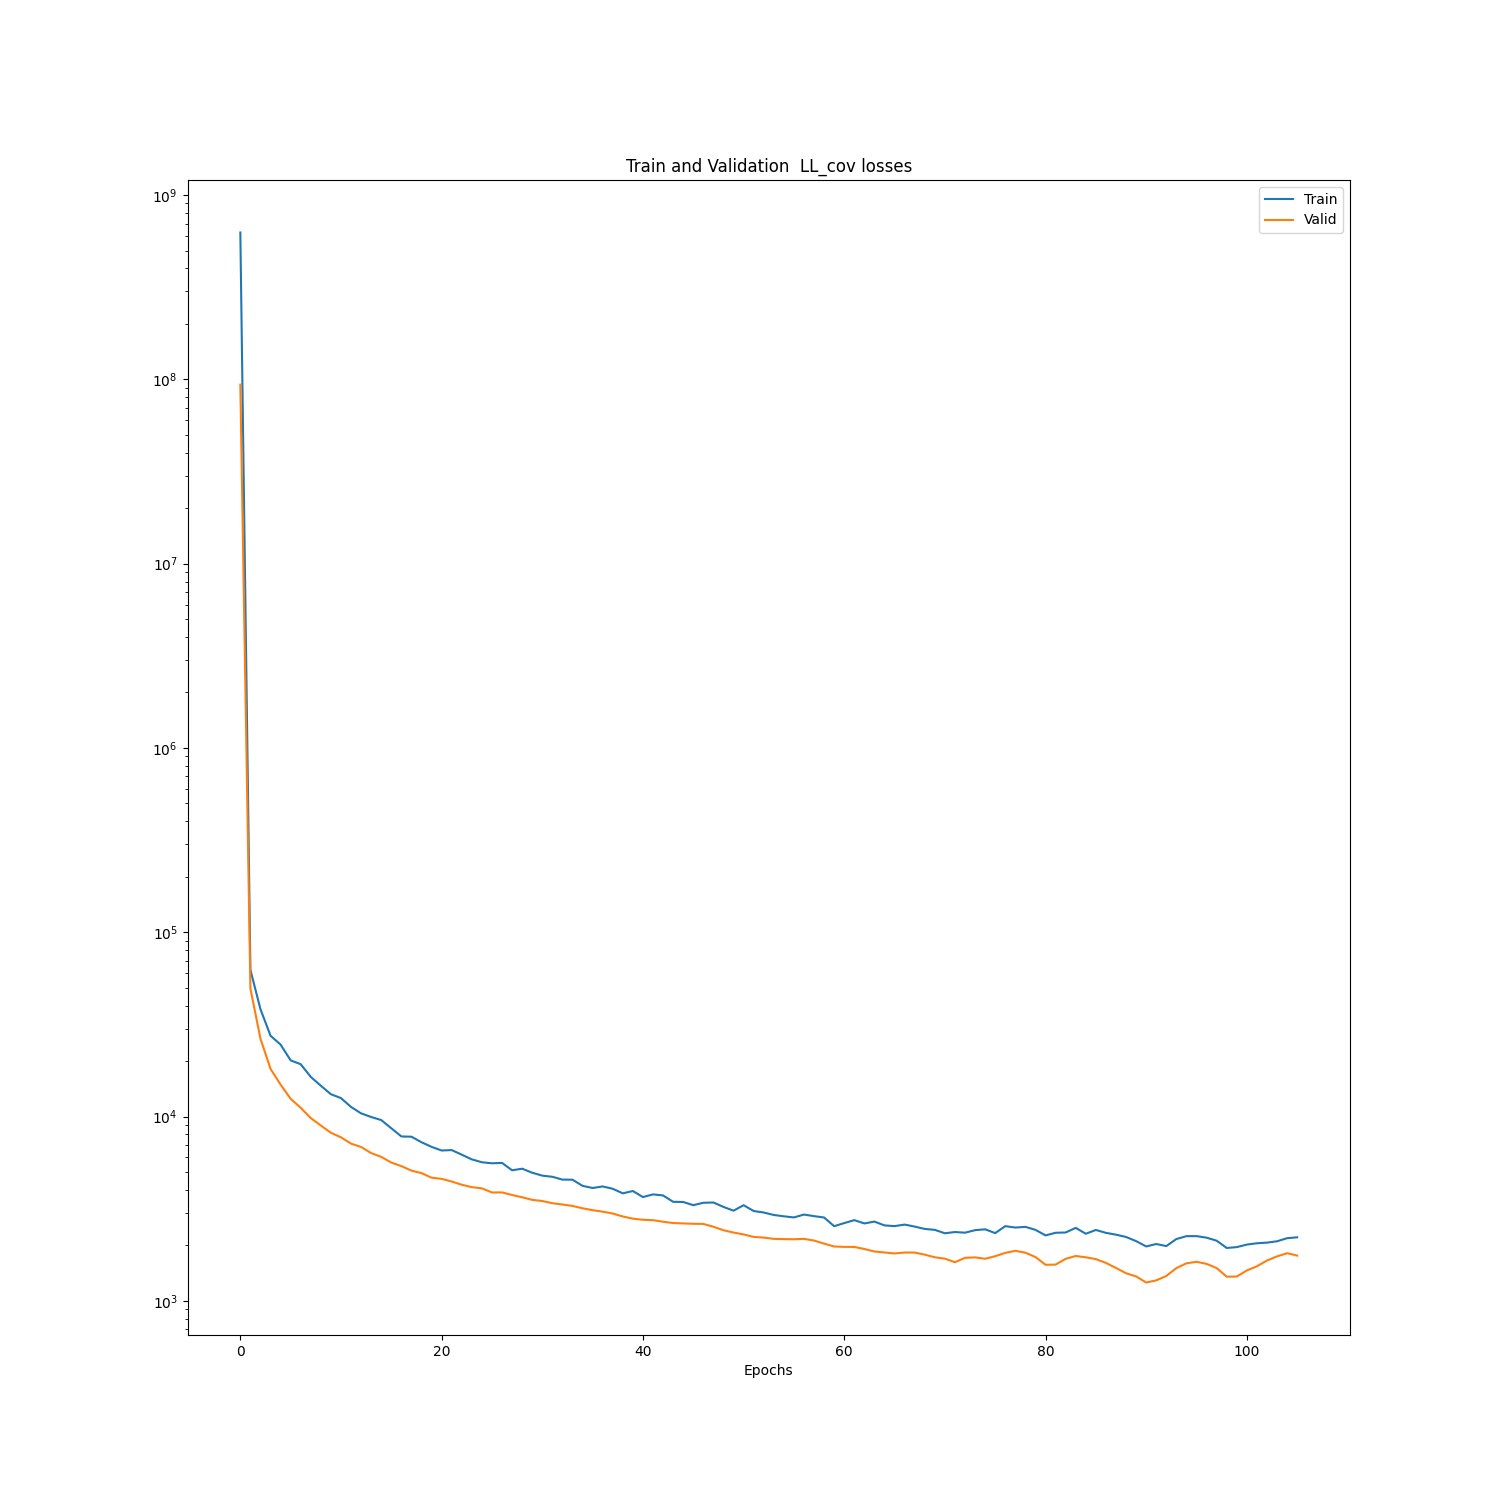 Train and Validation  LL_cov losses
Train
Valid
10⁹
10⁸
10⁷
10⁶
10⁵
10⁴
10³
0 20 40 60 80 100
Epochs